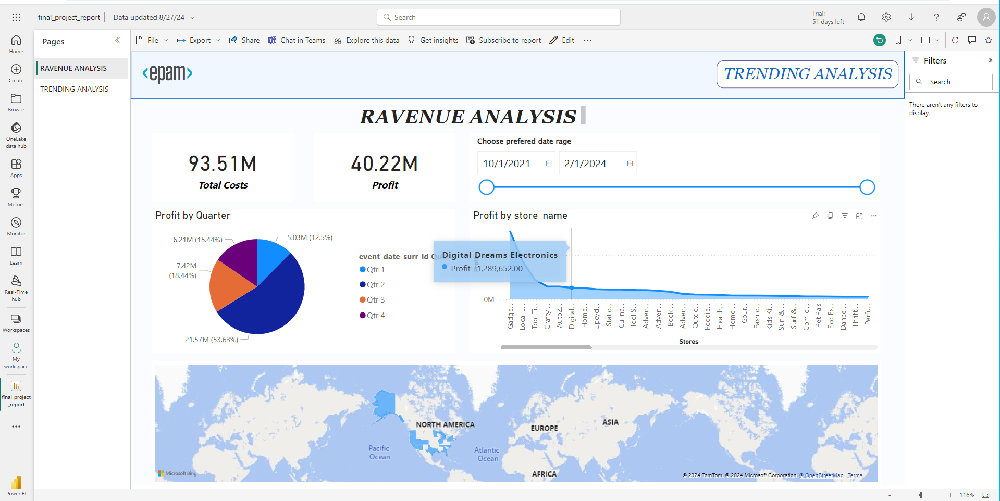 final_project_report
Data updated 8/27/24
Search
Trial:
51 days left
Home
Create
Browse
OneLake
data hub
Apps
Metrics
Monitor
Learn
Real-Time
hub
Workspaces
My
workspace
final_project
_report
Power BI
Pages
RAVENUE ANALYSIS
TRENDING ANALYSIS
File
Export
Share
Chat in Teams
Explore this data
Get insights
Subscribe to report
Edit
<epam>
TRENDING ANALYSIS
RAVENUE ANALYSIS
93.51M
Total Costs
40.22M
Profit
Choose prefered date rage
10/1/2021
2/1/2024
Profit by Quarter
6.21M (15.44%)
5.03M (12.5%)
7.42M
(18.44%)
21.57M (53.63%)
event_date_surr_id Qu...
Qtr 1
Qtr 2
Qtr 3
Qtr 4
Profit by store_name
Digital Dreams Electronics
Profit 1,289,652.00
Profit
0M
Gadge...
Local L...
Tool Ti...
Crafty ...
AutoZ...
Digital...
Home...
Upcycl...
Statio...
Culina...
Tool S...
Adven...
Adven...
Book ...
Adven...
Outdo...
Foodie...
Health...
Home ...
Gour...
Fashio...
Kids Ki...
Sun & ...
Surf &...
Comic ...
Pet Pals
Eco Es...
Dance ...
Thrift ...
Perfu...
Stores
NORTH AMERICA
EUROPE
ASIA
AFRICA
Pacific
Ocean
Atlantic
Ocean
Microsoft Bing
© 2024 TomTom, © 2024 Microsoft Corporation, © OpenStreetMap Terms
Filters
Search
There aren't any filters to
display.
- + 116%